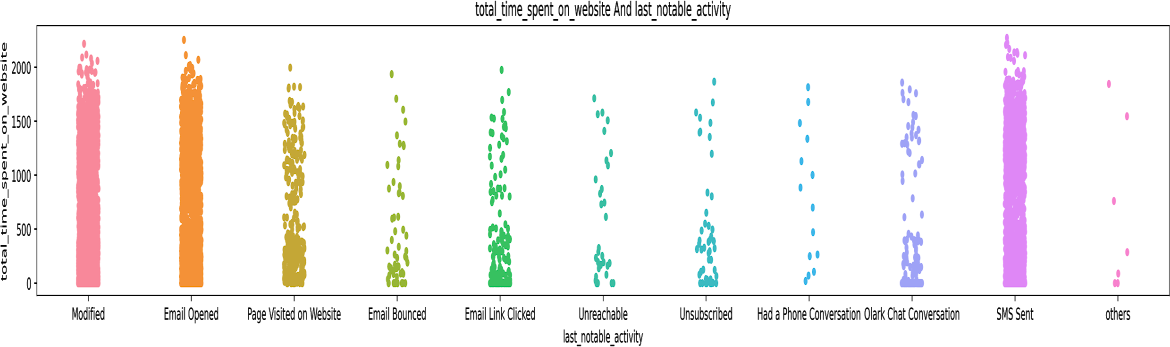 total_time_spent_on_website And last_notable_activity
total_time_spent_on_website
2000
1500
1000
500
0
Modified Email Opened Page Visited on Website Email Bounced Email Link Clicked Unreachable Unsubscribed Had a Phone Conversation Olark Chat Conversation SMS Sent others
last_notable_activity